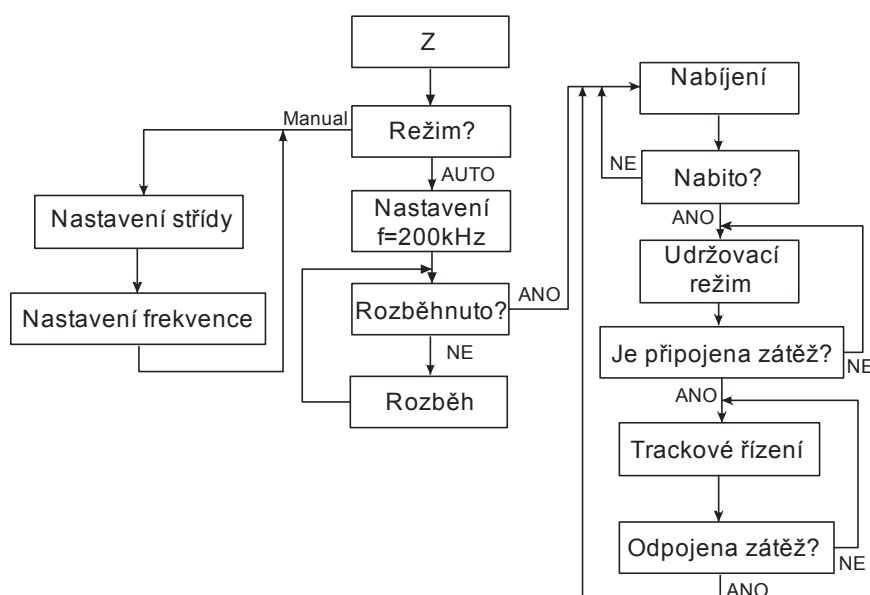 Z
Manual
Režim?
AUTO
Nastavení střídy
Nastavení frekvence
Nastavení
f=200kHz
Rozběhnuto?
ANO
NE
Rozběh
Nabíjení
NE
Nabito?
ANO
Udržovací
režim
Je připojena zátěž?
NE
ANO
Trackové řízení
Odpojena zátěž?
NE
ANO